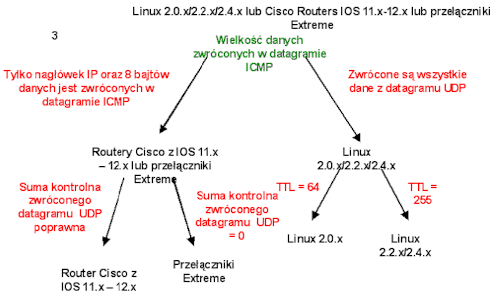 Linux 2.0.x/2.2.x/2.4.x lub Cisco Routers IOS 11.x-12.x lub przełączniki
Extreme
3
Wielkość danych
zwróconych w datagramie
ICMP
Tylko nagłówek IP oraz 8 bajtów
danych jest zwróconych w
datagramie ICMP
Zwrócone są wszystkie
dane z datagramu UDP
Routery Cisco z IOS 11.x
– 12.x lub przełączniki
Extreme
Linux
2.0.x/2.2.x/2.4.x
Suma kontrolna
zwróconego
datagramu UDP
poprawna
Suma kontrolna
zwróconego
datagramu UDP
= 0
TTL = 64
TTL =
255
Router Cisco z
IOS 11.x – 12.x
Przełączniki
Extreme
Linux 2.0.x
Linux
2.2.x/2.4.x